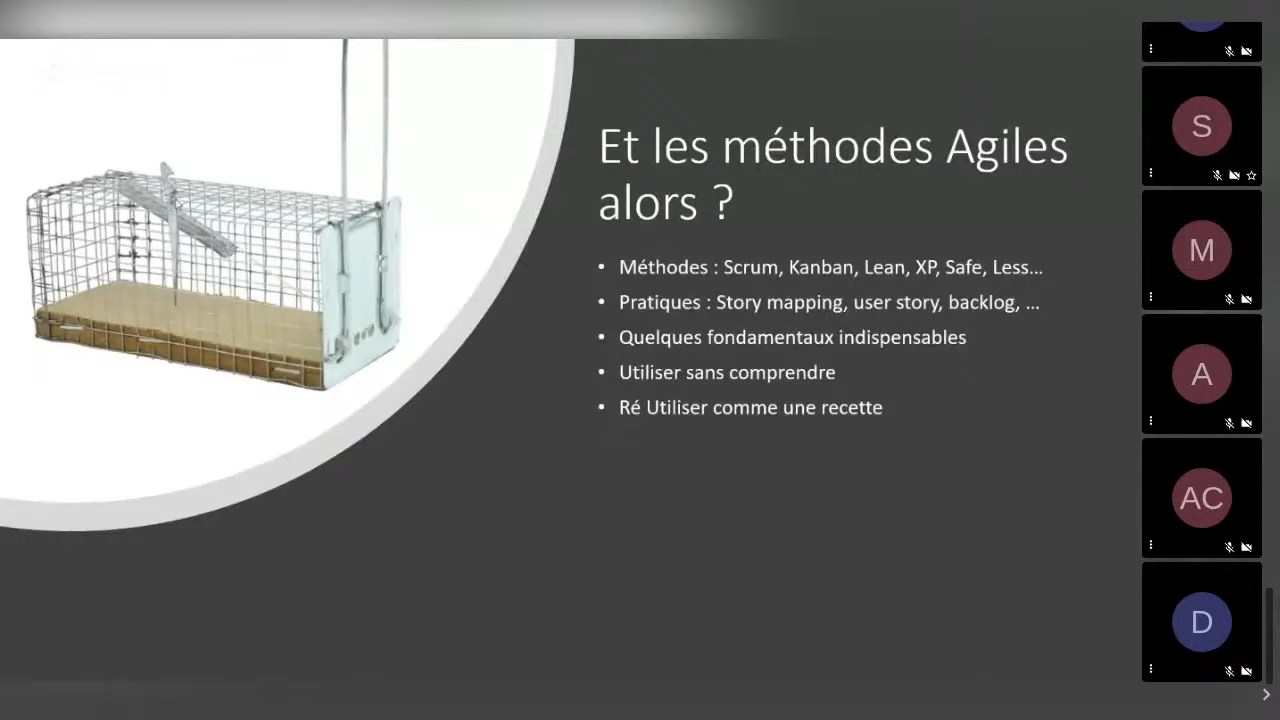 Et les méthodes Agiles
alors ?
• Méthodes : Scrum, Kanban, Lean, XP, Safe, Less...
• Pratiques : Story mapping, user story, backlog, ...
• Quelques fondamentaux indispensables
• Utiliser sans comprendre
• Ré Utiliser comme une recette
S
M
A
AC
D